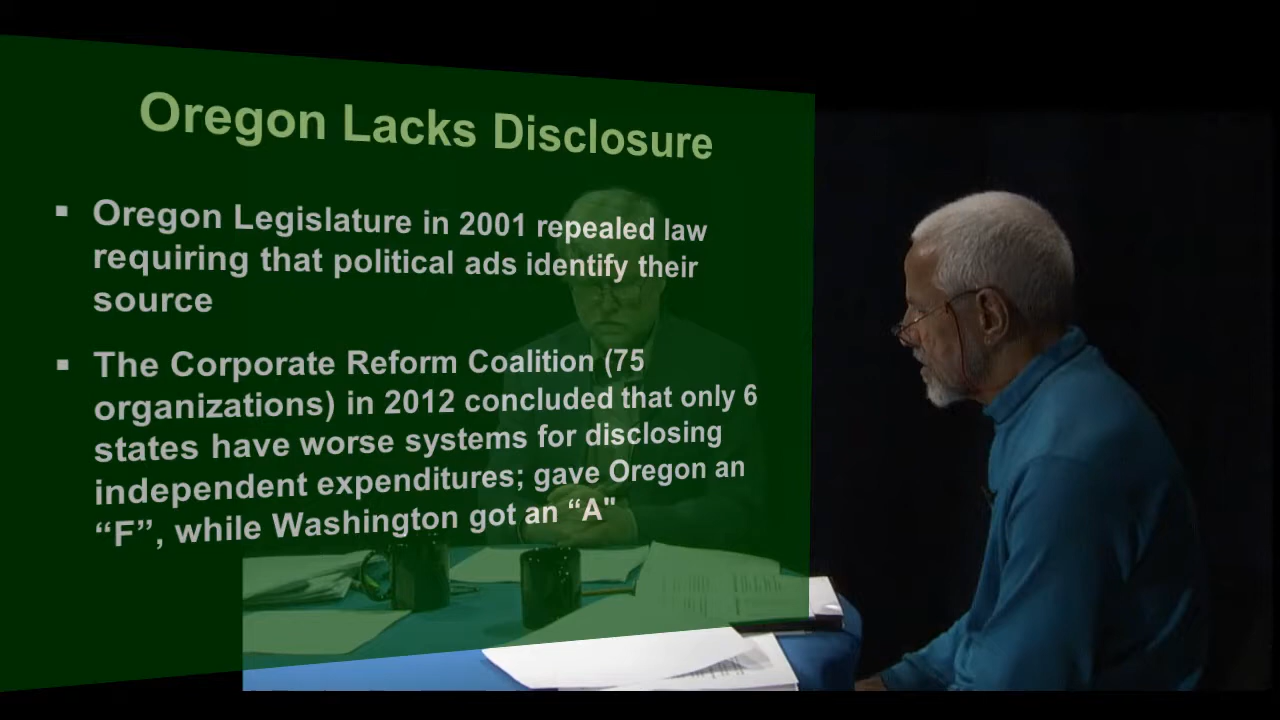 Oregon Lacks Disclosure
▪ Oregon Legislature in 2001 repealed law
requiring that political ads identify their
source
▪ The Corporate Reform Coalition (75
organizations) in 2012 concluded that only 6
states have worse systems for disclosing
independent expenditures; gave Oregon an
“F”, while Washington got an “A"